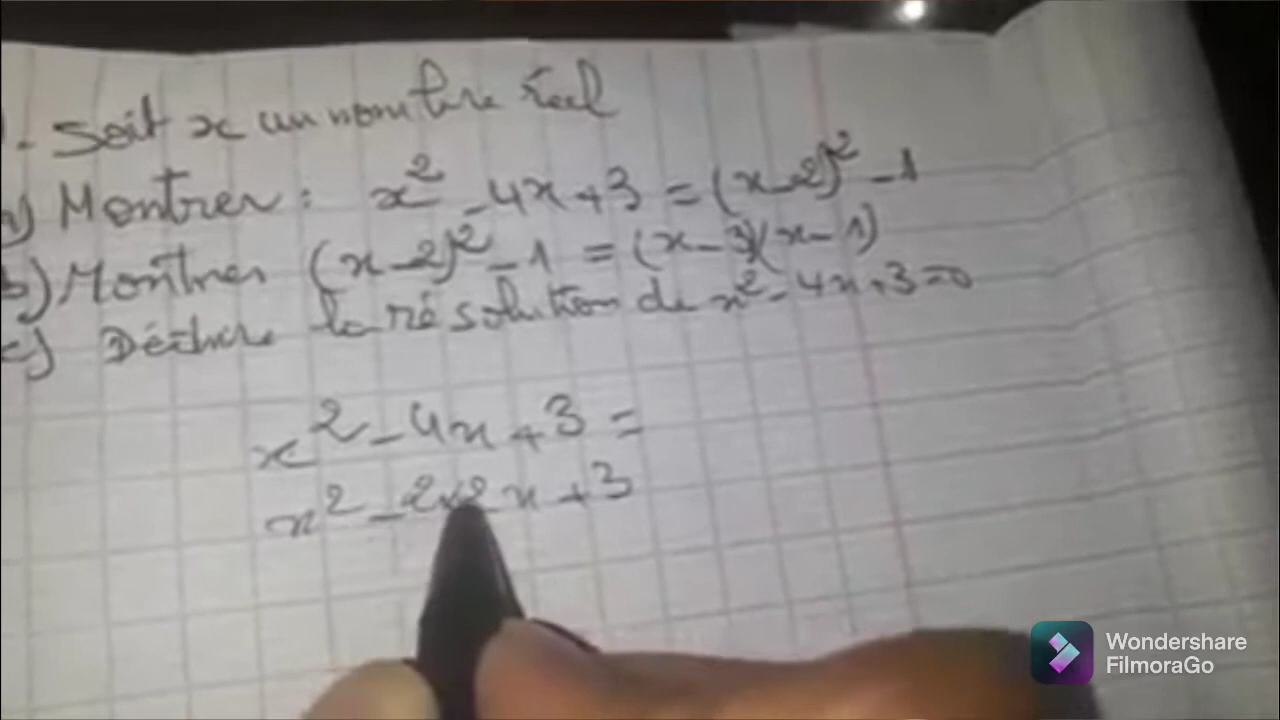 1. Soit x un nombre réel
a) Montrer : x² - 4x + 3 = (x-2)² - 1
b) Montrer (x-2)² - 1 = (x-3)(x-1)
c) Déduire la résolution de x² - 4x + 3 = 0
x² - 4x + 3 =
x² - 2×2x + 3
Wondershare
FilmoraGo